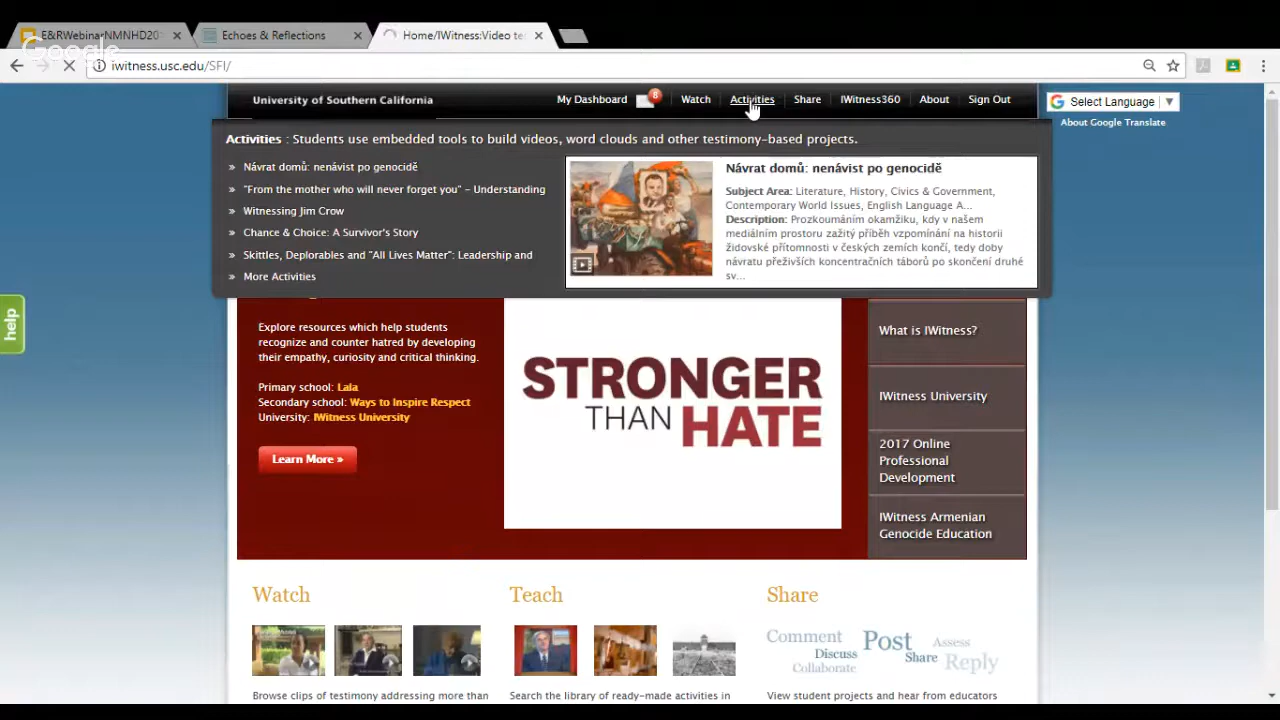 E&RWebinarNMNHD20
Echoes & Reflections
Home/IWitness:Video te
Google
iwitness.usc.edu/SFI/
University of Southern California
My Dashboard
8
Watch
Activities
Share
IWitness360
About
Sign Out
Select Language
About Google Translate
Activities : Students use embedded tools to build videos, word clouds and other testimony-based projects.
» Návrat domů: nenávist po genocidě
» "From the mother who will never forget you" – Understanding
» Witnessing Jim Crow
» Chance & Choice: A Survivor's Story
» Skittles, Deplorables and "All Lives Matter": Leadership and
» More Activities
Návrat domů: nenávist po genocidě
Subject Area: Literature, History, Civics & Government,
Contemporary World Issues, English Language A...
Description: Prozkoumáním okamžiku, kdy v našem
mediálním prostoru zažitý příběh vzpomínání na historii
židovské přítomnosti v českých zemích končí, tedy doby
návratu přeživších koncentračních táborů po skončení druhé
sv...
help
Explore resources which help students
recognize and counter hatred by developing
their empathy, curiosity and critical thinking.
Primary school: Lala
Secondary school: Ways to Inspire Respect
University: IWitness University
Learn More »
STRONGER
THAN HATE
What is IWitness?
IWitness University
2017 Online
Professional
Development
IWitness Armenian
Genocide Education
Watch
Browse clips of testimony addressing more than
Teach
Search the library of ready-made activities in
Share
Comment
Post
Assess
Discuss
Share
Reply
Collaborate
View student projects and hear from educators